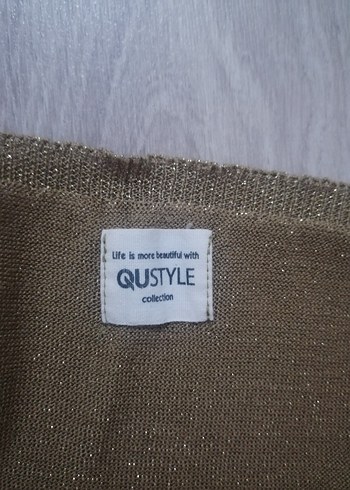 Life is more beautiful with
QUSTYLE
collection